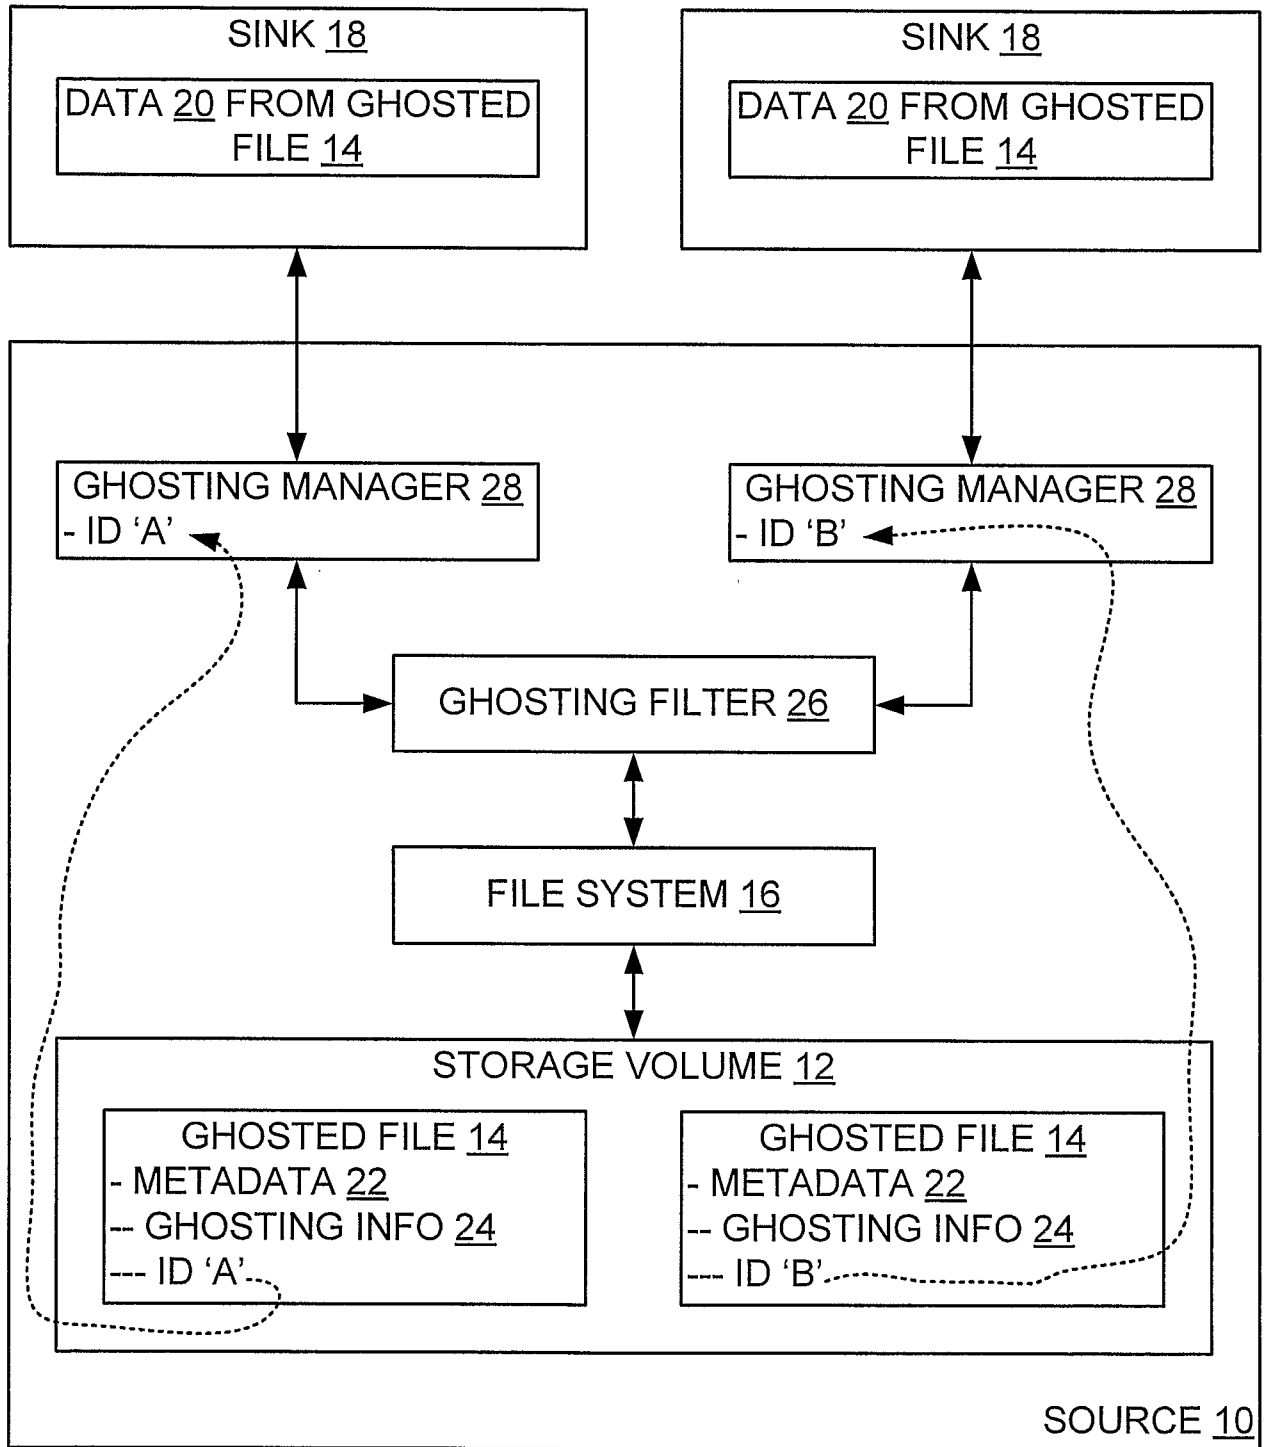 SINK 18
DATA 20 FROM GHOSTED
FILE 14
SINK 18
DATA 20 FROM GHOSTED
FILE 14
GHOSTING MANAGER 28
- ID ‘A’
GHOSTING MANAGER 28
- ID ‘B’
GHOSTING FILTER 26
FILE SYSTEM 16
STORAGE VOLUME 12
GHOSTED FILE 14
- METADATA 22
-- GHOSTING INFO 24
--- ID ‘A’
GHOSTED FILE 14
- METADATA 22
-- GHOSTING INFO 24
--- ID ‘B’
SOURCE 10